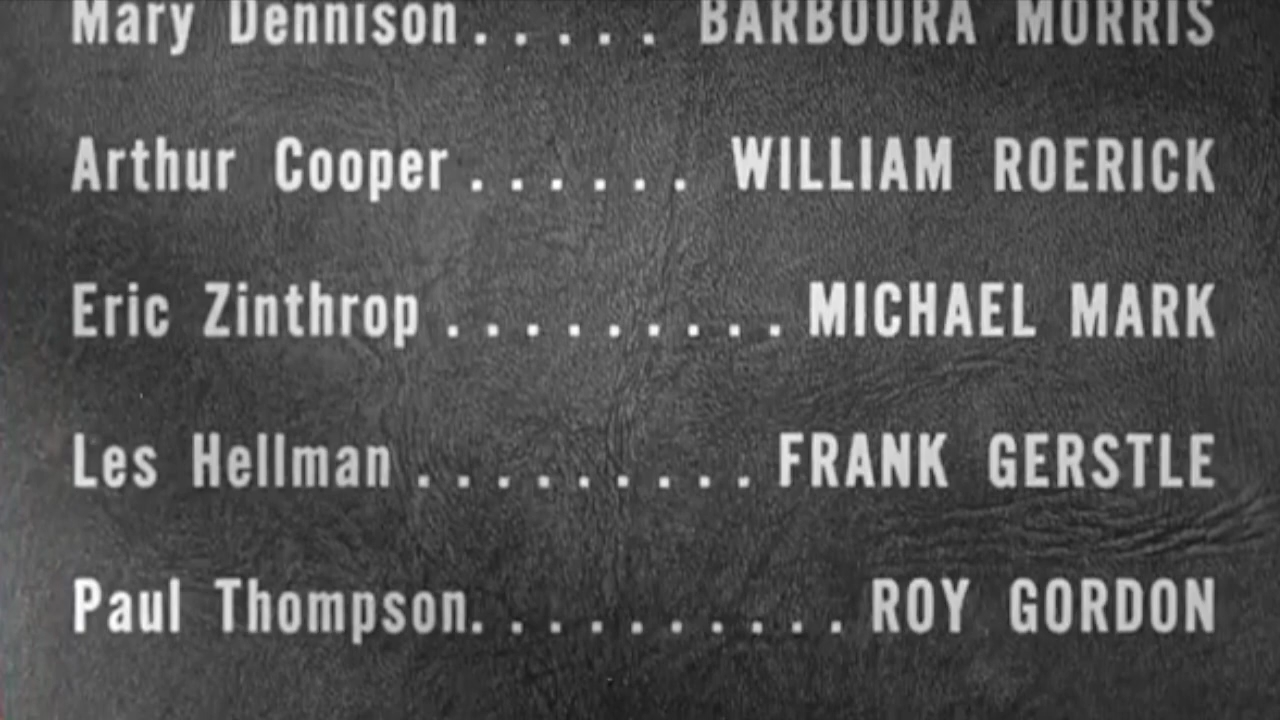 Mary Dennison..... BARBOURA MORRIS
Arthur Cooper...... WILLIAM ROERICK
Eric Zinthrop......... MICHAEL MARK
Les Hellman......... FRANK GERSTLE
Paul Thompson.......... ROY GORDON